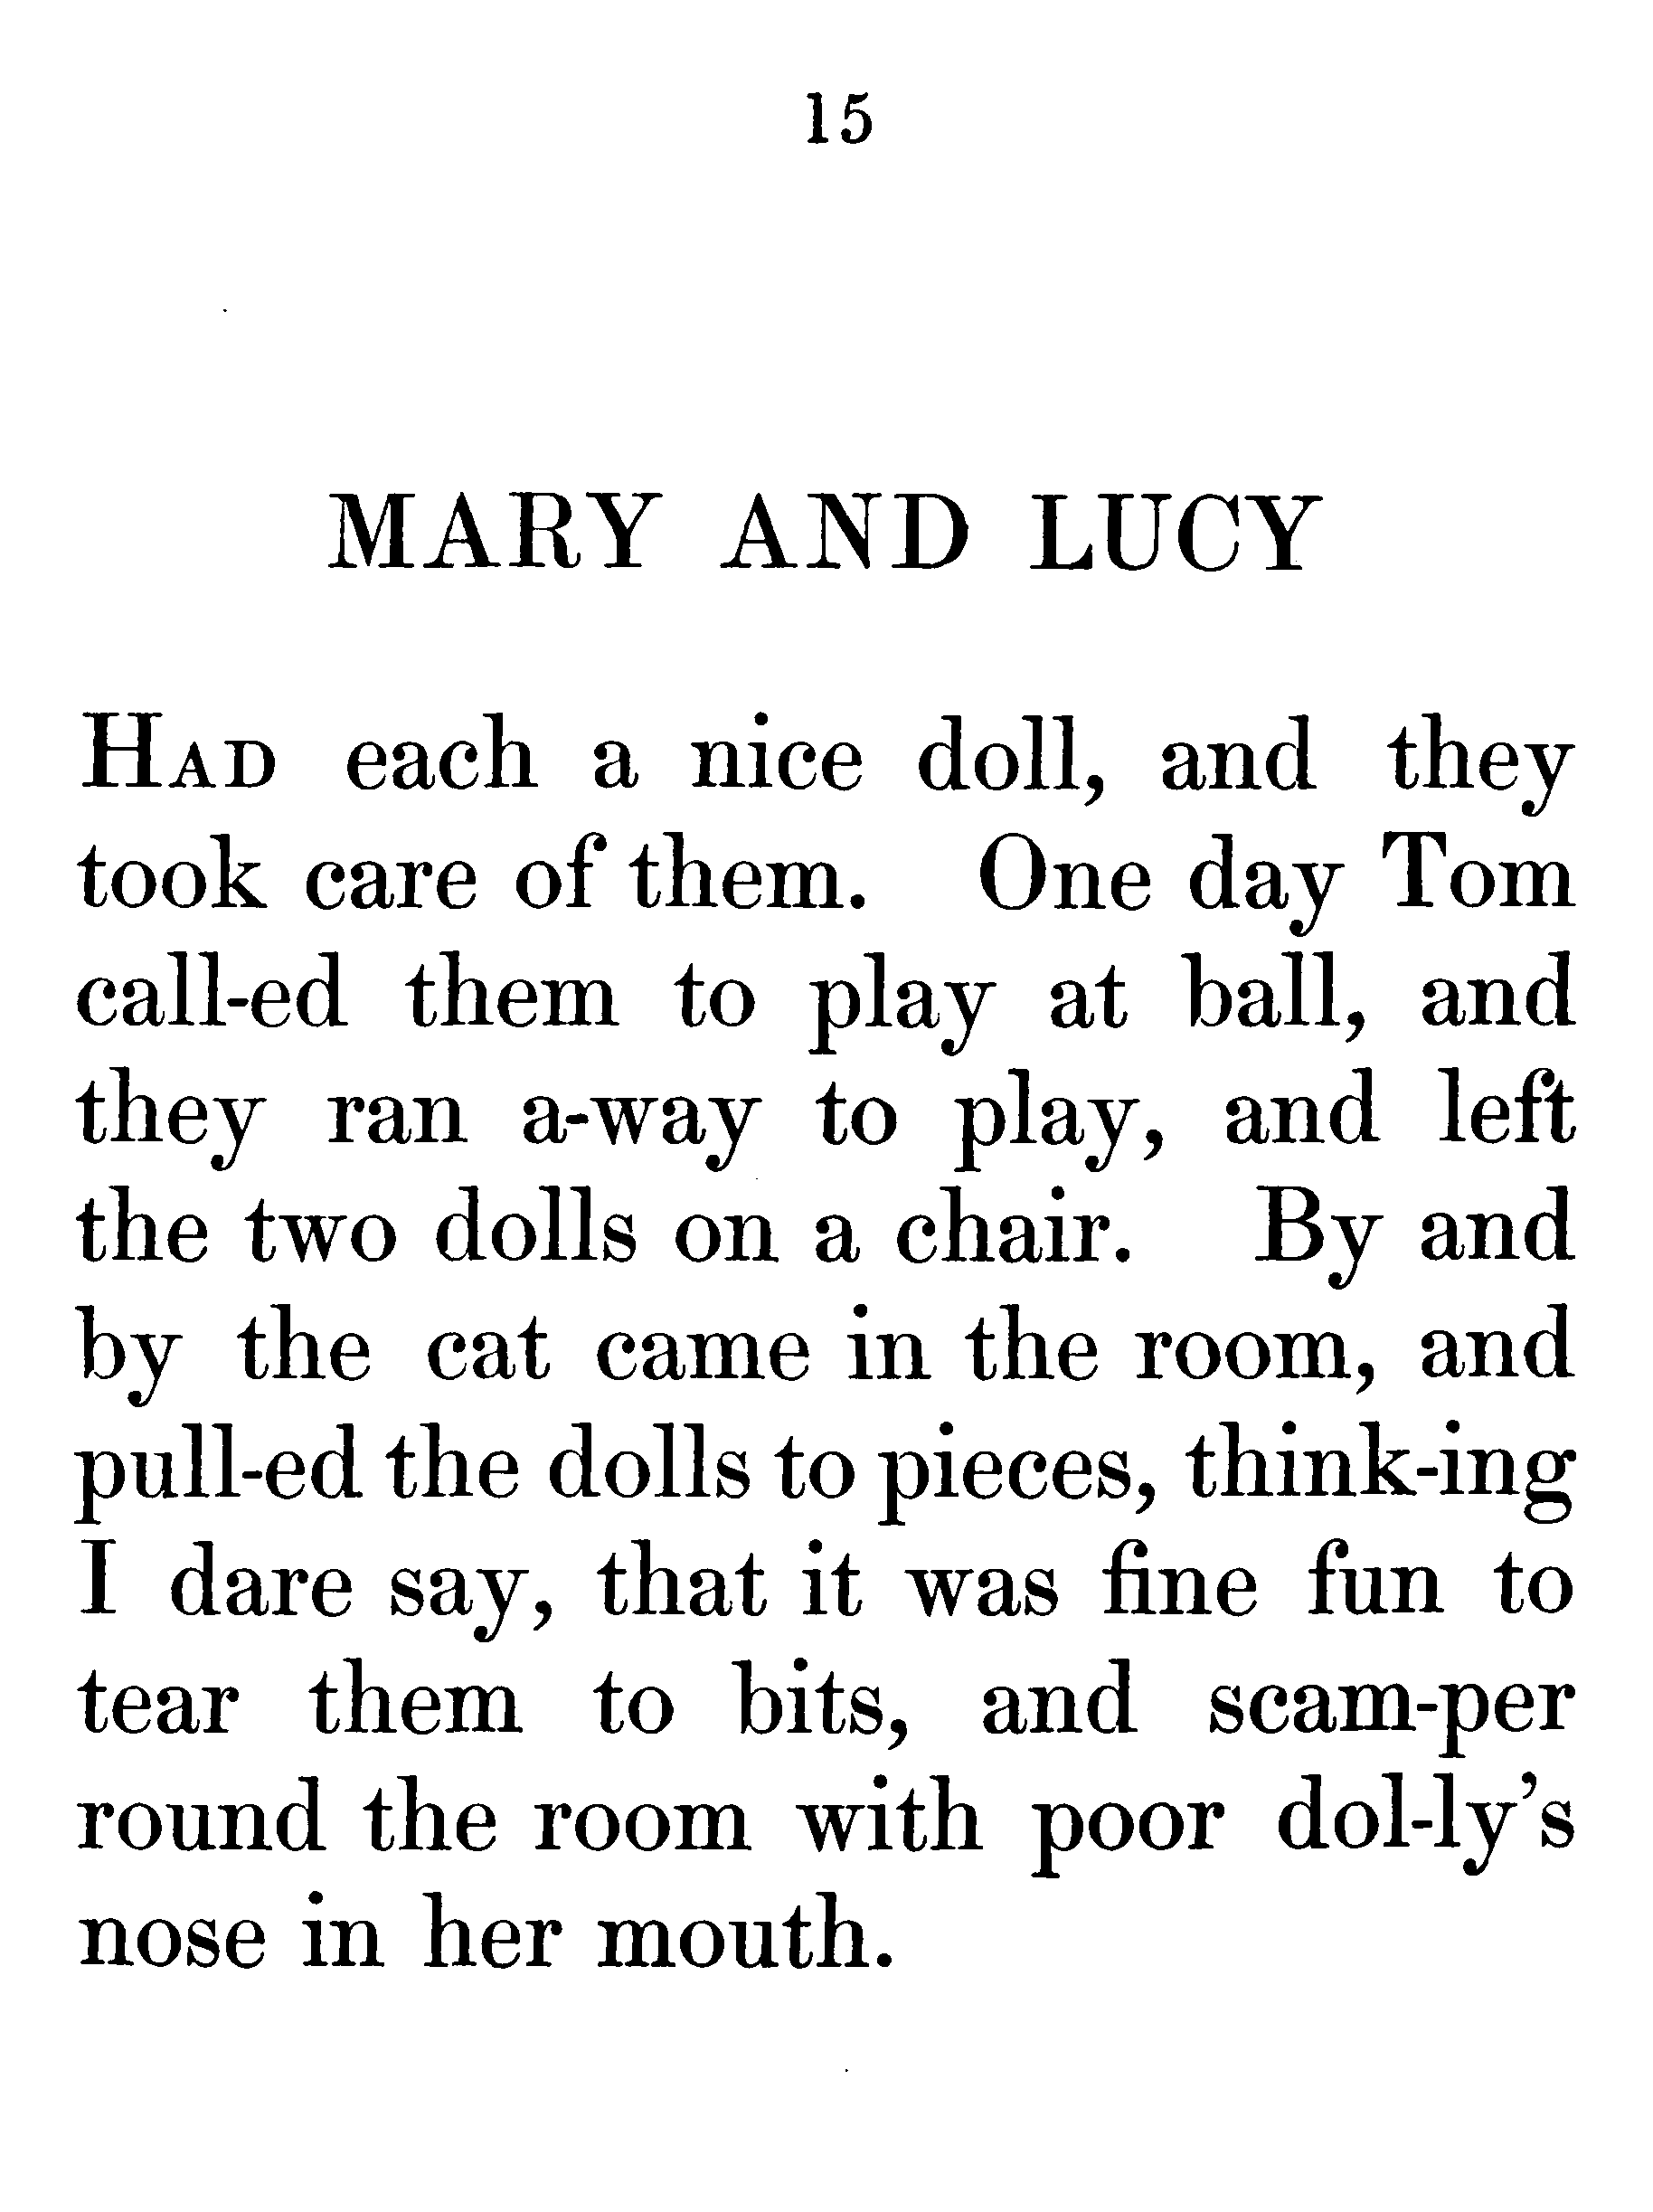 15
MARY AND LUCY
HAD each a nice doll, and they
took care of them. One day Tom
call-ed them to play at ball, and
they ran a-way to play, and left
the two dolls on a chair. By and
by the cat came in the room, and
pull-ed the dolls to pieces, think-ing
I dare say, that it was fine fun to
tear them to bits, and scam-per
round the room with poor dol-ly's
nose in her mouth.